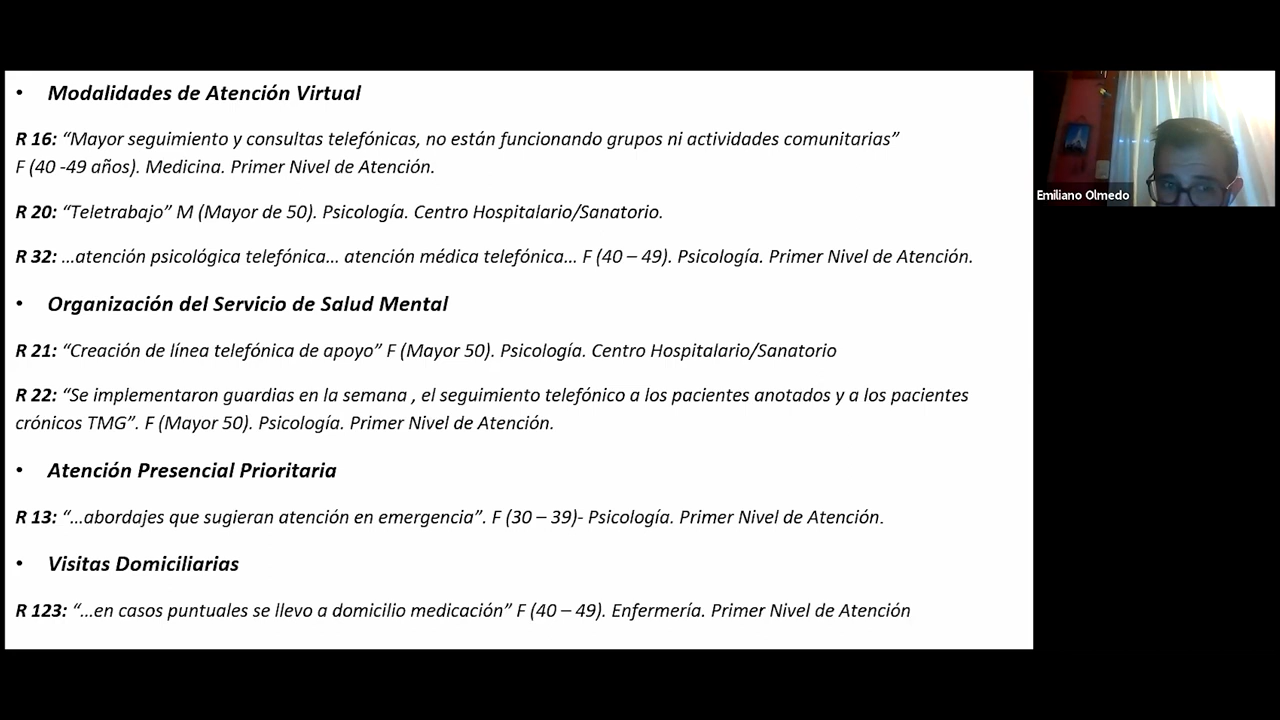 • Modalidades de Atención Virtual
R 16: “Mayor seguimiento y consultas telefónicas, no están funcionando grupos ni actividades comunitarias”
F (40 -49 años). Medicina. Primer Nivel de Atención.
R 20: “Teletrabajo” M (Mayor de 50). Psicología. Centro Hospitalario/Sanatorio.
R 32: …atención psicológica telefónica… atención médica telefónica… F (40 – 49). Psicología. Primer Nivel de Atención.
• Organización del Servicio de Salud Mental
R 21: “Creación de línea telefónica de apoyo” F (Mayor 50). Psicología. Centro Hospitalario/Sanatorio
R 22: “Se implementaron guardias en la semana , el seguimiento telefónico a los pacientes anotados y a los pacientes
crónicos TMG”. F (Mayor 50). Psicología. Primer Nivel de Atención.
• Atención Presencial Prioritaria
R 13: “…abordajes que sugieran atención en emergencia”. F (30 – 39)- Psicología. Primer Nivel de Atención.
• Visitas Domiciliarias
R 123: “…en casos puntuales se llevo a domicilio medicación” F (40 – 49). Enfermería. Primer Nivel de Atención
Emiliano Olmedo